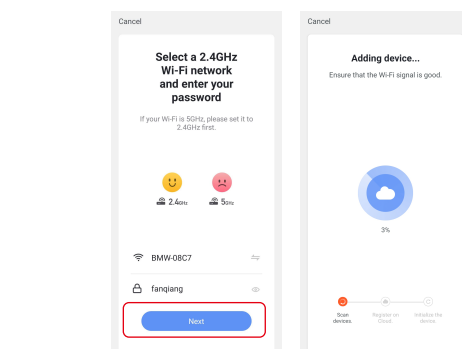 Cancel
Select a 2.4GHz
Wi-Fi network
and enter your
password
If your Wi-Fi is 5GHz, please set it to
2.4GHz first.
2.4GHz
5GHz
BMW-08C7
fanqiang
Next
Cancel
Adding device...
Ensure that the Wi-Fi signal is good.
3%
Scan
devices.
Register on
Cloud
Initialize the
device.